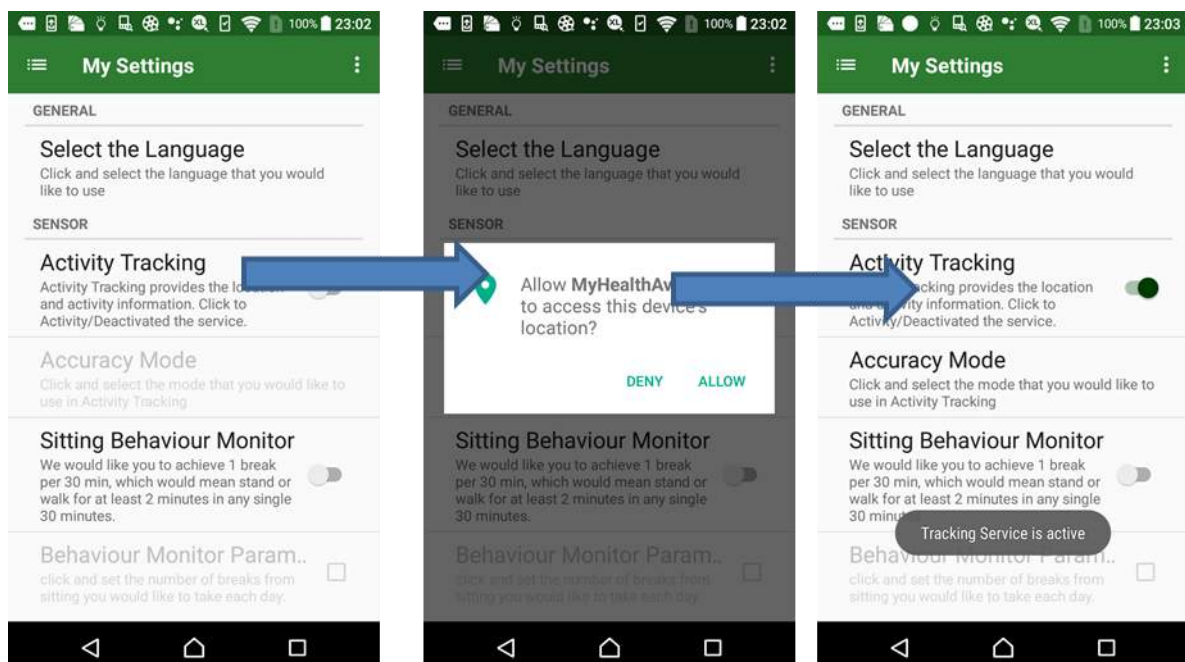 100% 23:02
My Settings
GENERAL
Select the Language
Click and select the language that you would
like to use
SENSOR
Activity Tracking
Activity Tracking provides the
and activity information. Click to
Activity/Deactivated the service.
Accuracy Mode
Click and select the mode that you would like to
use in Activity Tracking
Sitting Behaviour Monitor
We would like you to achieve 1 break
per 30 min, which would mean stand or
walk for at least 2 minutes in any single
30 minutes.
Behaviour Monitor Param..
click and set the number of breaks from
sitting you would like to take each day.
100% 23:02
My Settings
GENERAL
Select the Language
Click and select the language that you would
like to use
SENSOR
Allow
to access this device's
location?
DENY ALLOW
Sitting Behaviour Monitor
We would like you to achieve 1 break
per 30 min, which would mean stand or
walk for at least 2 minutes in any single
30 minutes.
Behaviour Monitor Param..
click and set the number of breaks from
sitting you would like to take each day.
100% 23:03
My Settings
GENERAL
Select the Language
Click and select the language that you would
like to use
SENSOR
Activity Tracking
provides the location
information. Click to
Activity/Deactivated the service.
Accuracy Mode
Click and select the mode that you would like to
use in Activity Tracking
Sitting Behaviour Monitor
We would like you to achieve 1 break
per 30 min, which would mean stand or
walk for at least 2 minutes in any single
30
Tracking Service is active
Behaviour Monitor Param..
click and set the number of breaks from
sitting you would like to take each day.